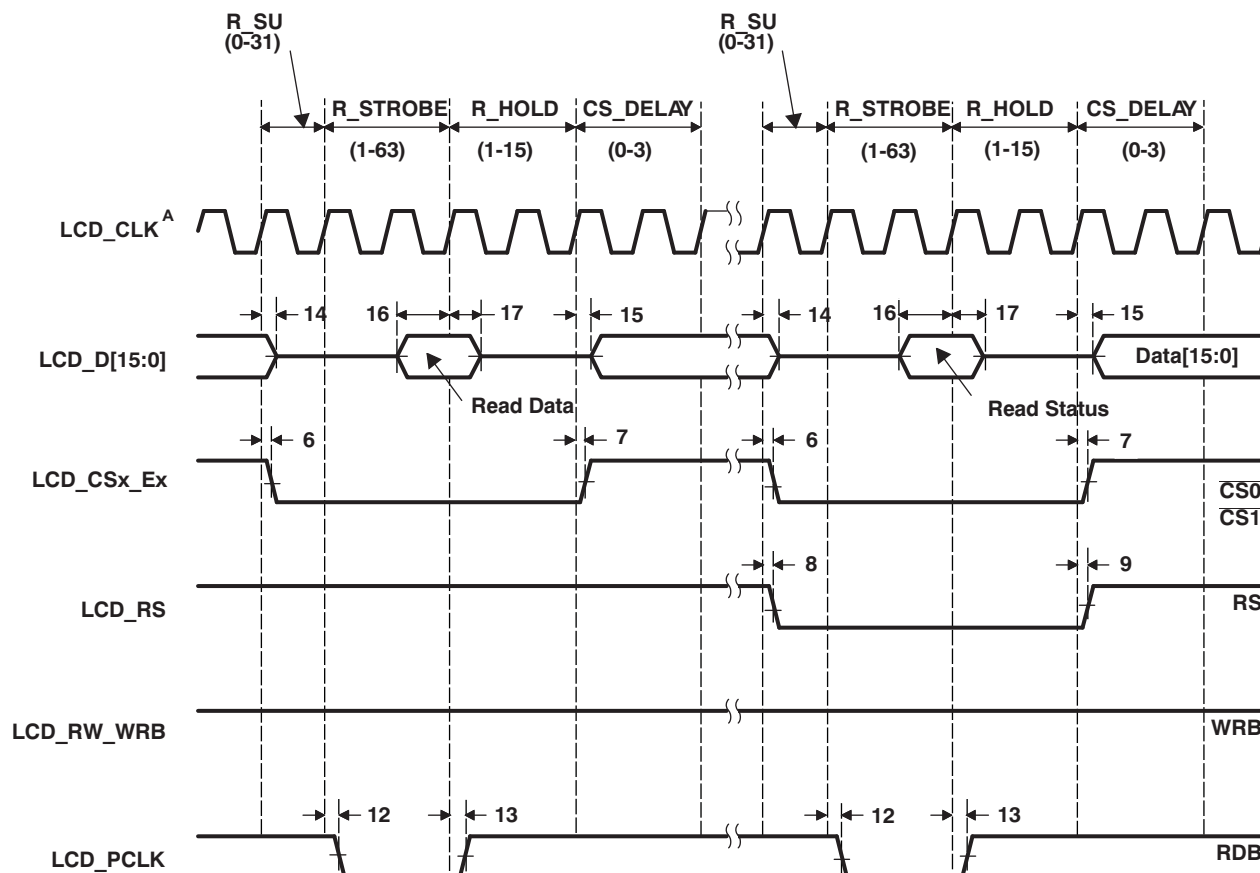 R_SU R_SU
(0-31) (0-31)
R_STROBE R_HOLD CS_DELAY R_STROBE R_HOLD CS_DELAY
(1-63) (1-15) (0-3) (1-63) (1-15) (0-3)
LCD_CLK A
14 16 17 15 14 16 17 15
LCD_D[15:0] Data[15:0]
Read Data Read Status
6 7 6 7
LCD_CSx_Ex CS0
CS1
8 9
LCD_RS RS
LCD_RW_WRB WRB
12 13 12 13
LCD_PCLK RDB